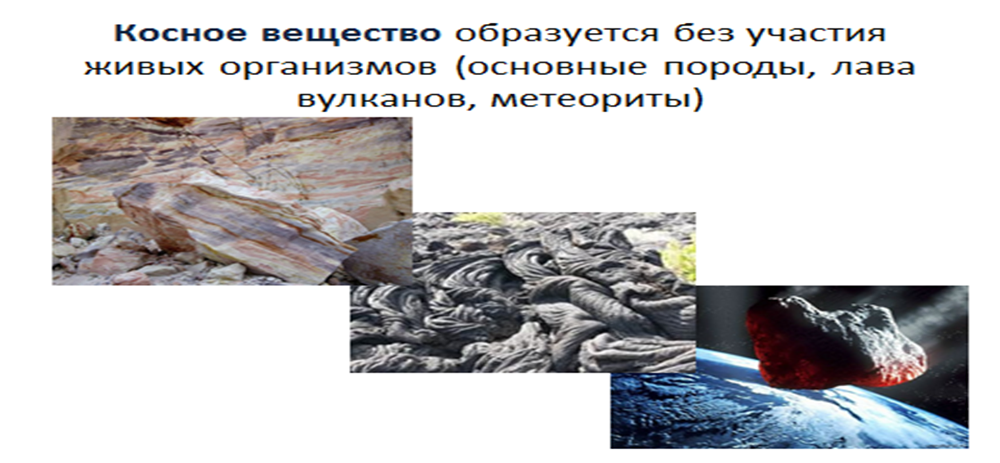 Косное вещество образуется без участия
живых организмов (основные породы, лава
вулканов, метеориты)